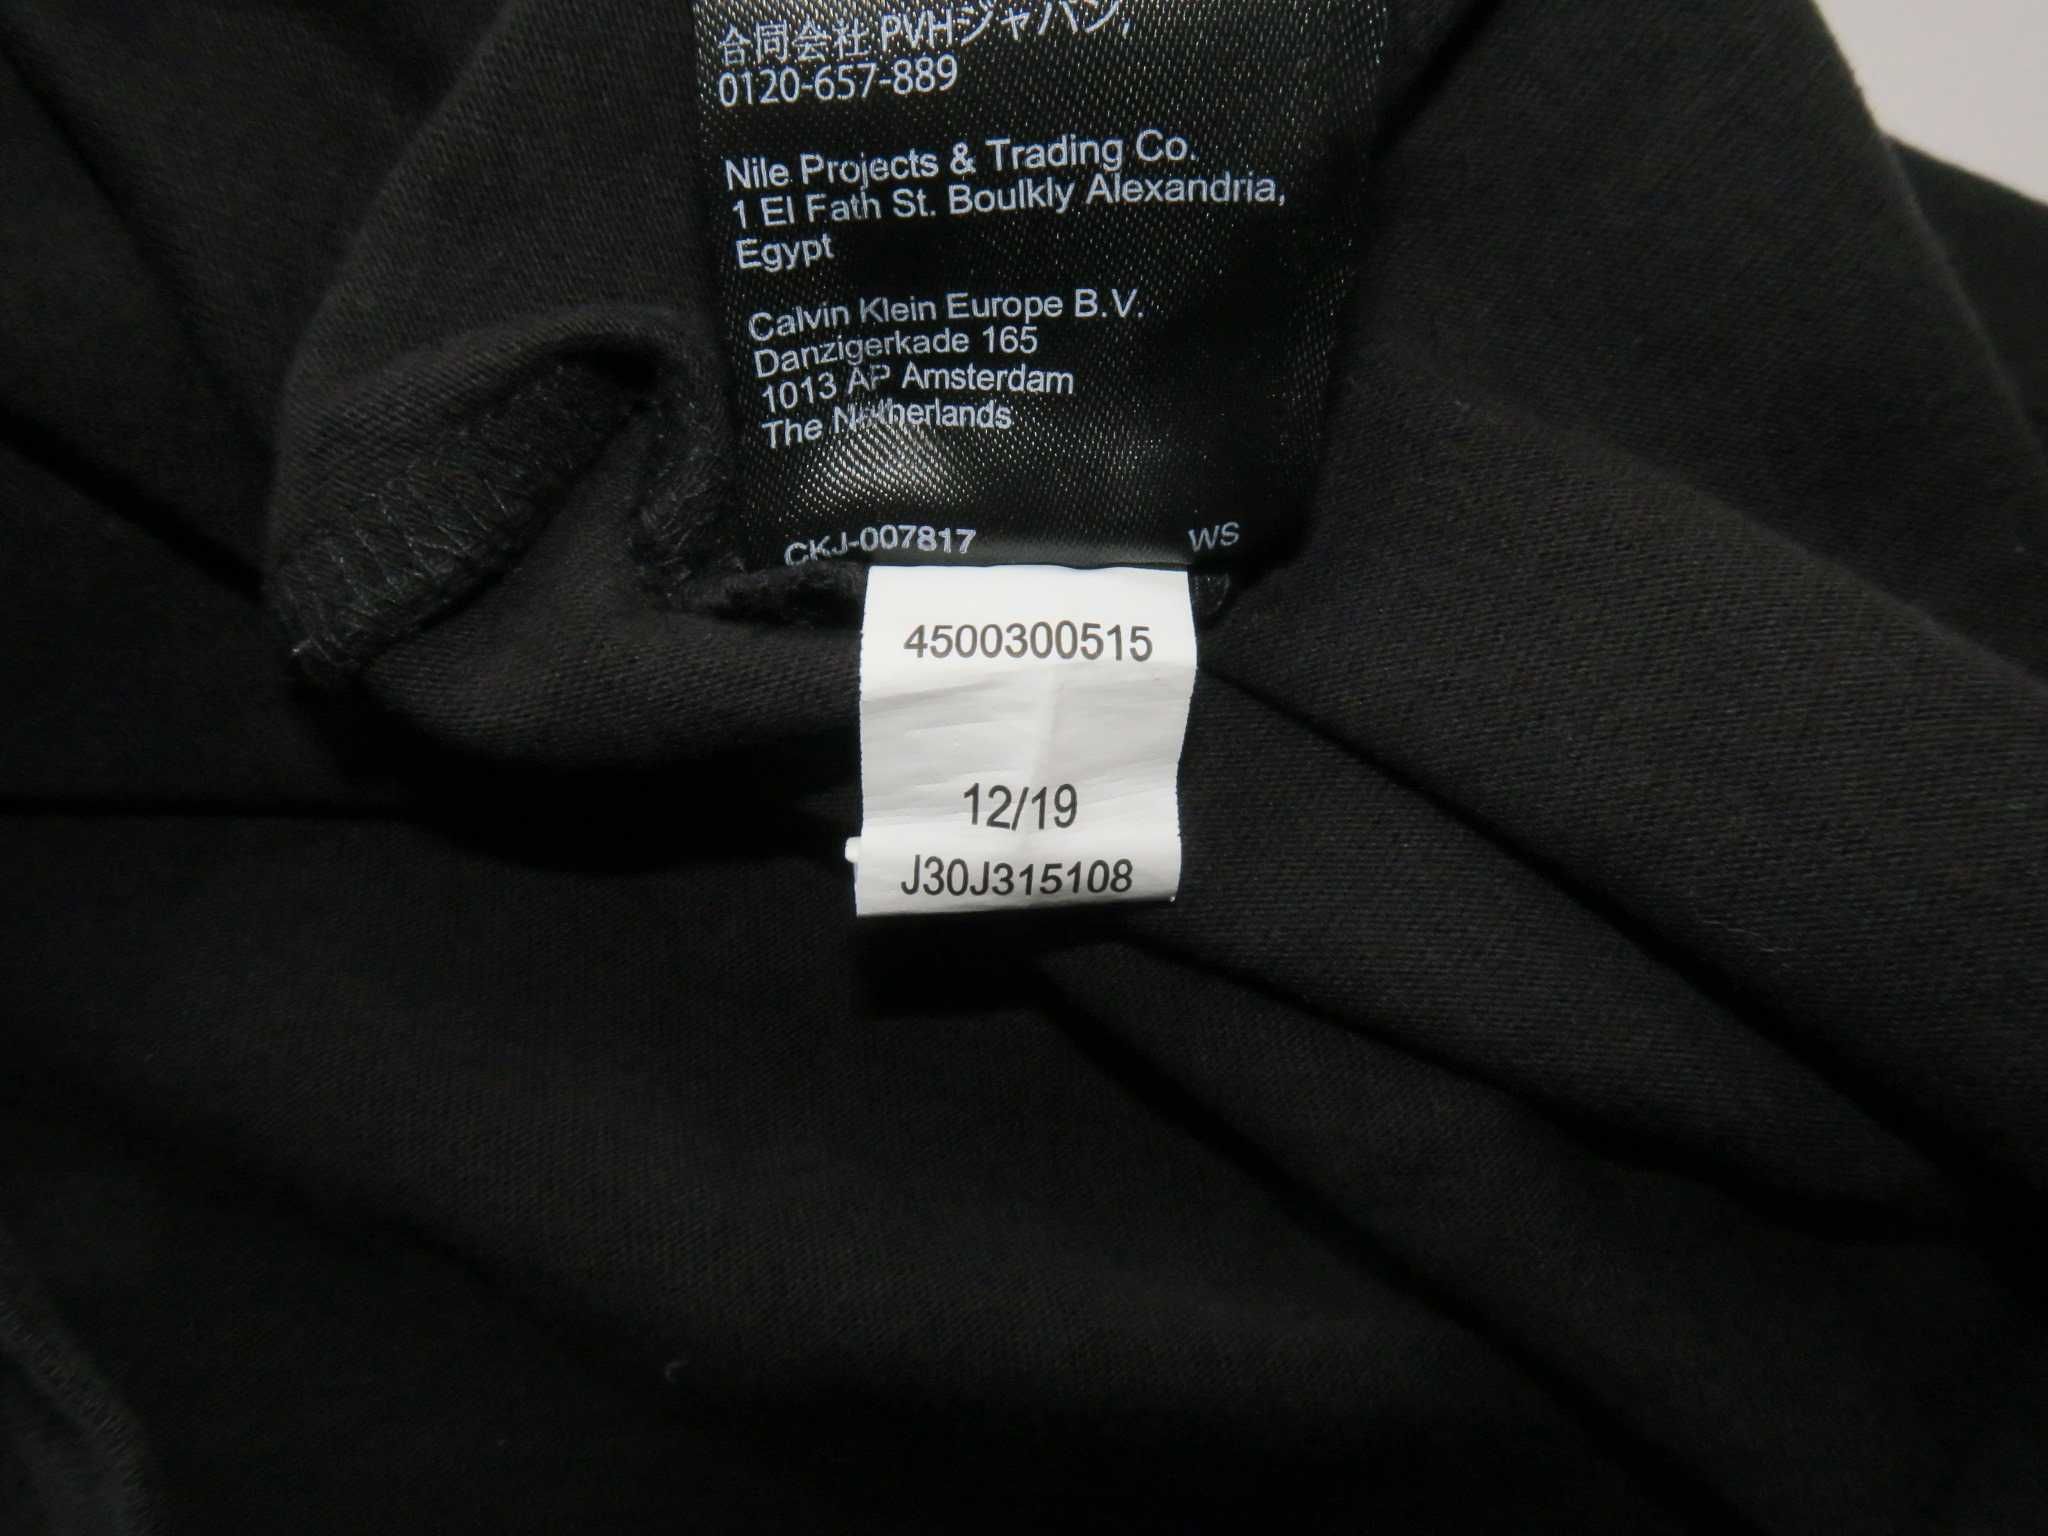 合同会社 PVHジャパン,
0120-657-889
Nile Projects & Trading Co.
1 El Fath St. Boulkly Alexandria,
Egypt
Calvin Klein Europe B.V.
Danzigerkade 165
1013 AP Amsterdam
The Netherlands
CKJ-007817 WS
4500300515
12/19
J30J315108